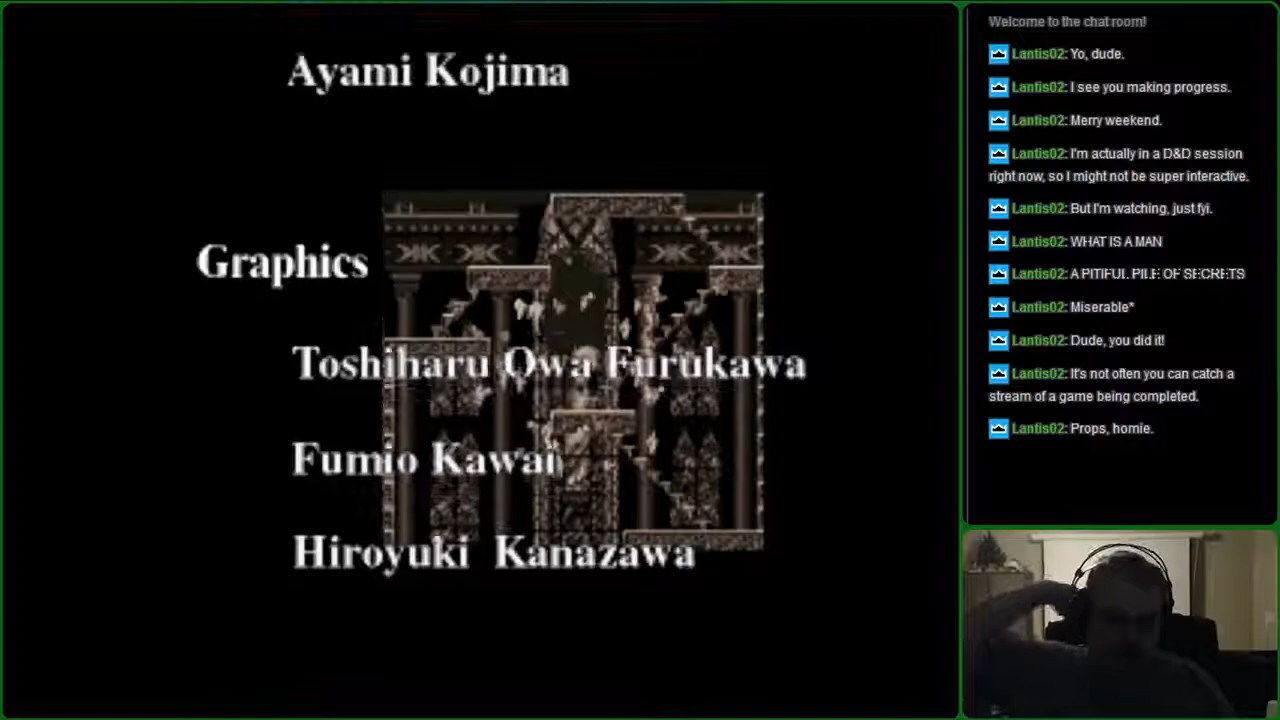 Ayami Kojima
Graphics
Toshiharu Owa Furukawa
Fumio Kawai
Hiroyuki Kanazawa
Welcome to the chat room!
Lantis02: Yo, dude.
Lantis02: I see you making progress.
Lantis02: Merry weekend.
Lantis02: I'm actually in a D&D session
right now, so I might not be super interactive.
Lantis02: But I'm watching, just fyi.
Lantis02: WHAT IS A MAN
Lantis02: A PITIFUL PILE OF SECRETS
Lantis02: Miserable*
Lantis02: Dude, you did it!
Lantis02: It's not often you can catch a
stream of a game being completed.
Lantis02: Props, homie.